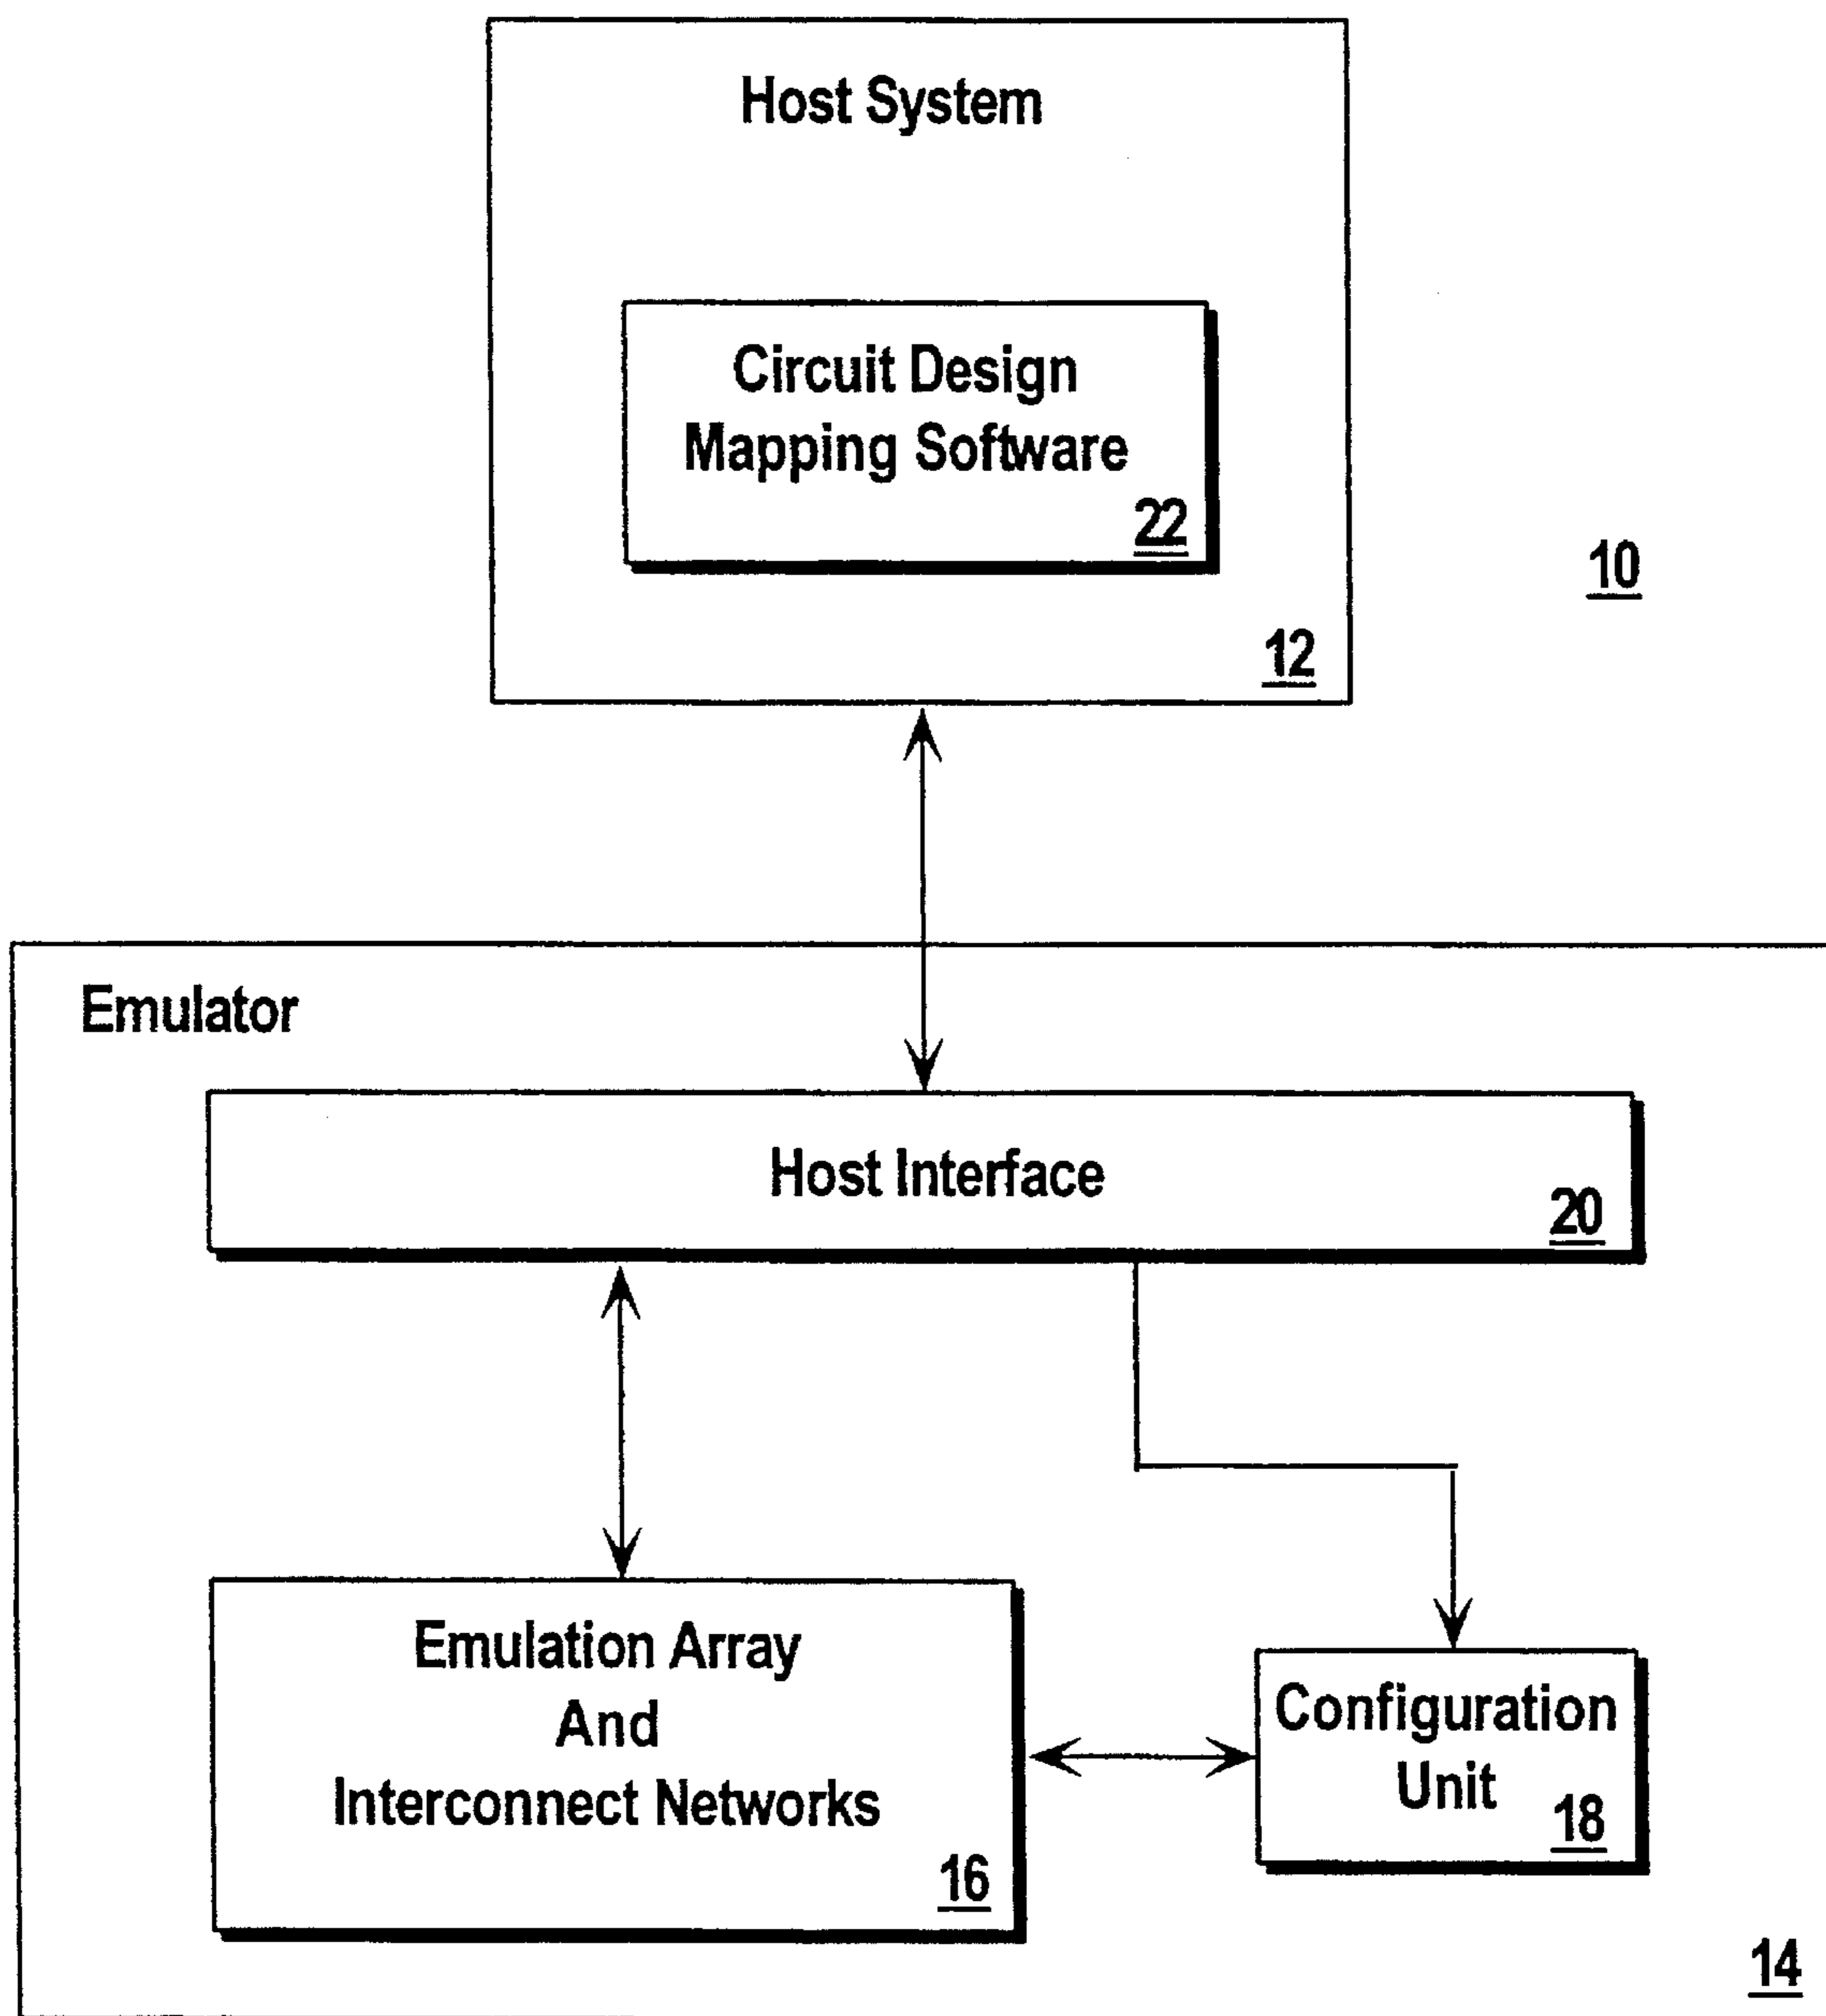 Host System
Circuit Design
Mapping Software
22
10
12
Emulator
Host Interface
20
Emulation Array
And
Interconnect Networks
16
Configuration
Unit
18
14